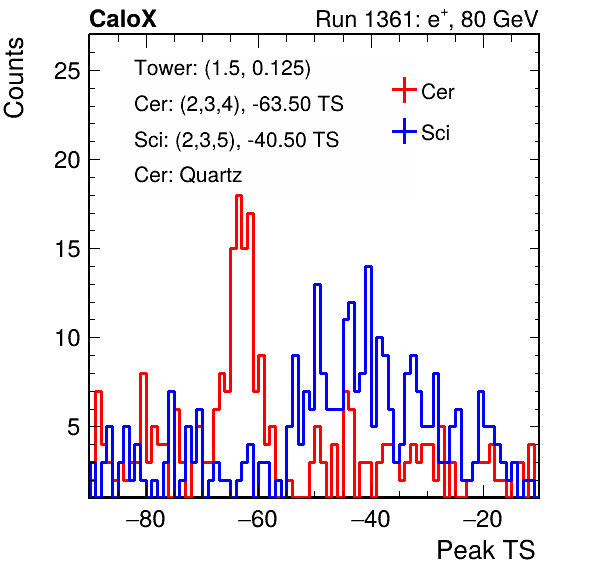 CaloX Run 1361: e⁺, 80 GeV
Counts
Tower: (1.5, 0.125)
Cer: (2,3,4), -63.50 TS
Sci: (2,3,5), -40.50 TS
Cer: Quartz
Cer
Sci
25
20
15
10
5
−80 −60 −40 −20
Peak TS